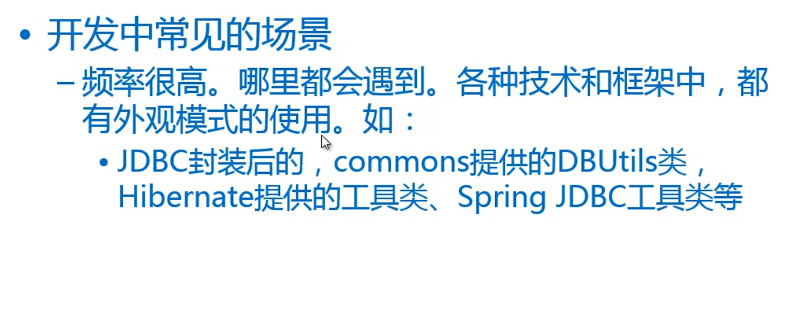 • 开发中常见的场景
– 频率很高。哪里都会遇到。各种技术和框架中，都
有外观模式的使用。如：
• JDBC封装后的，commons提供的DBUtils类，
Hibernate提供的工具类、Spring JDBC工具类等